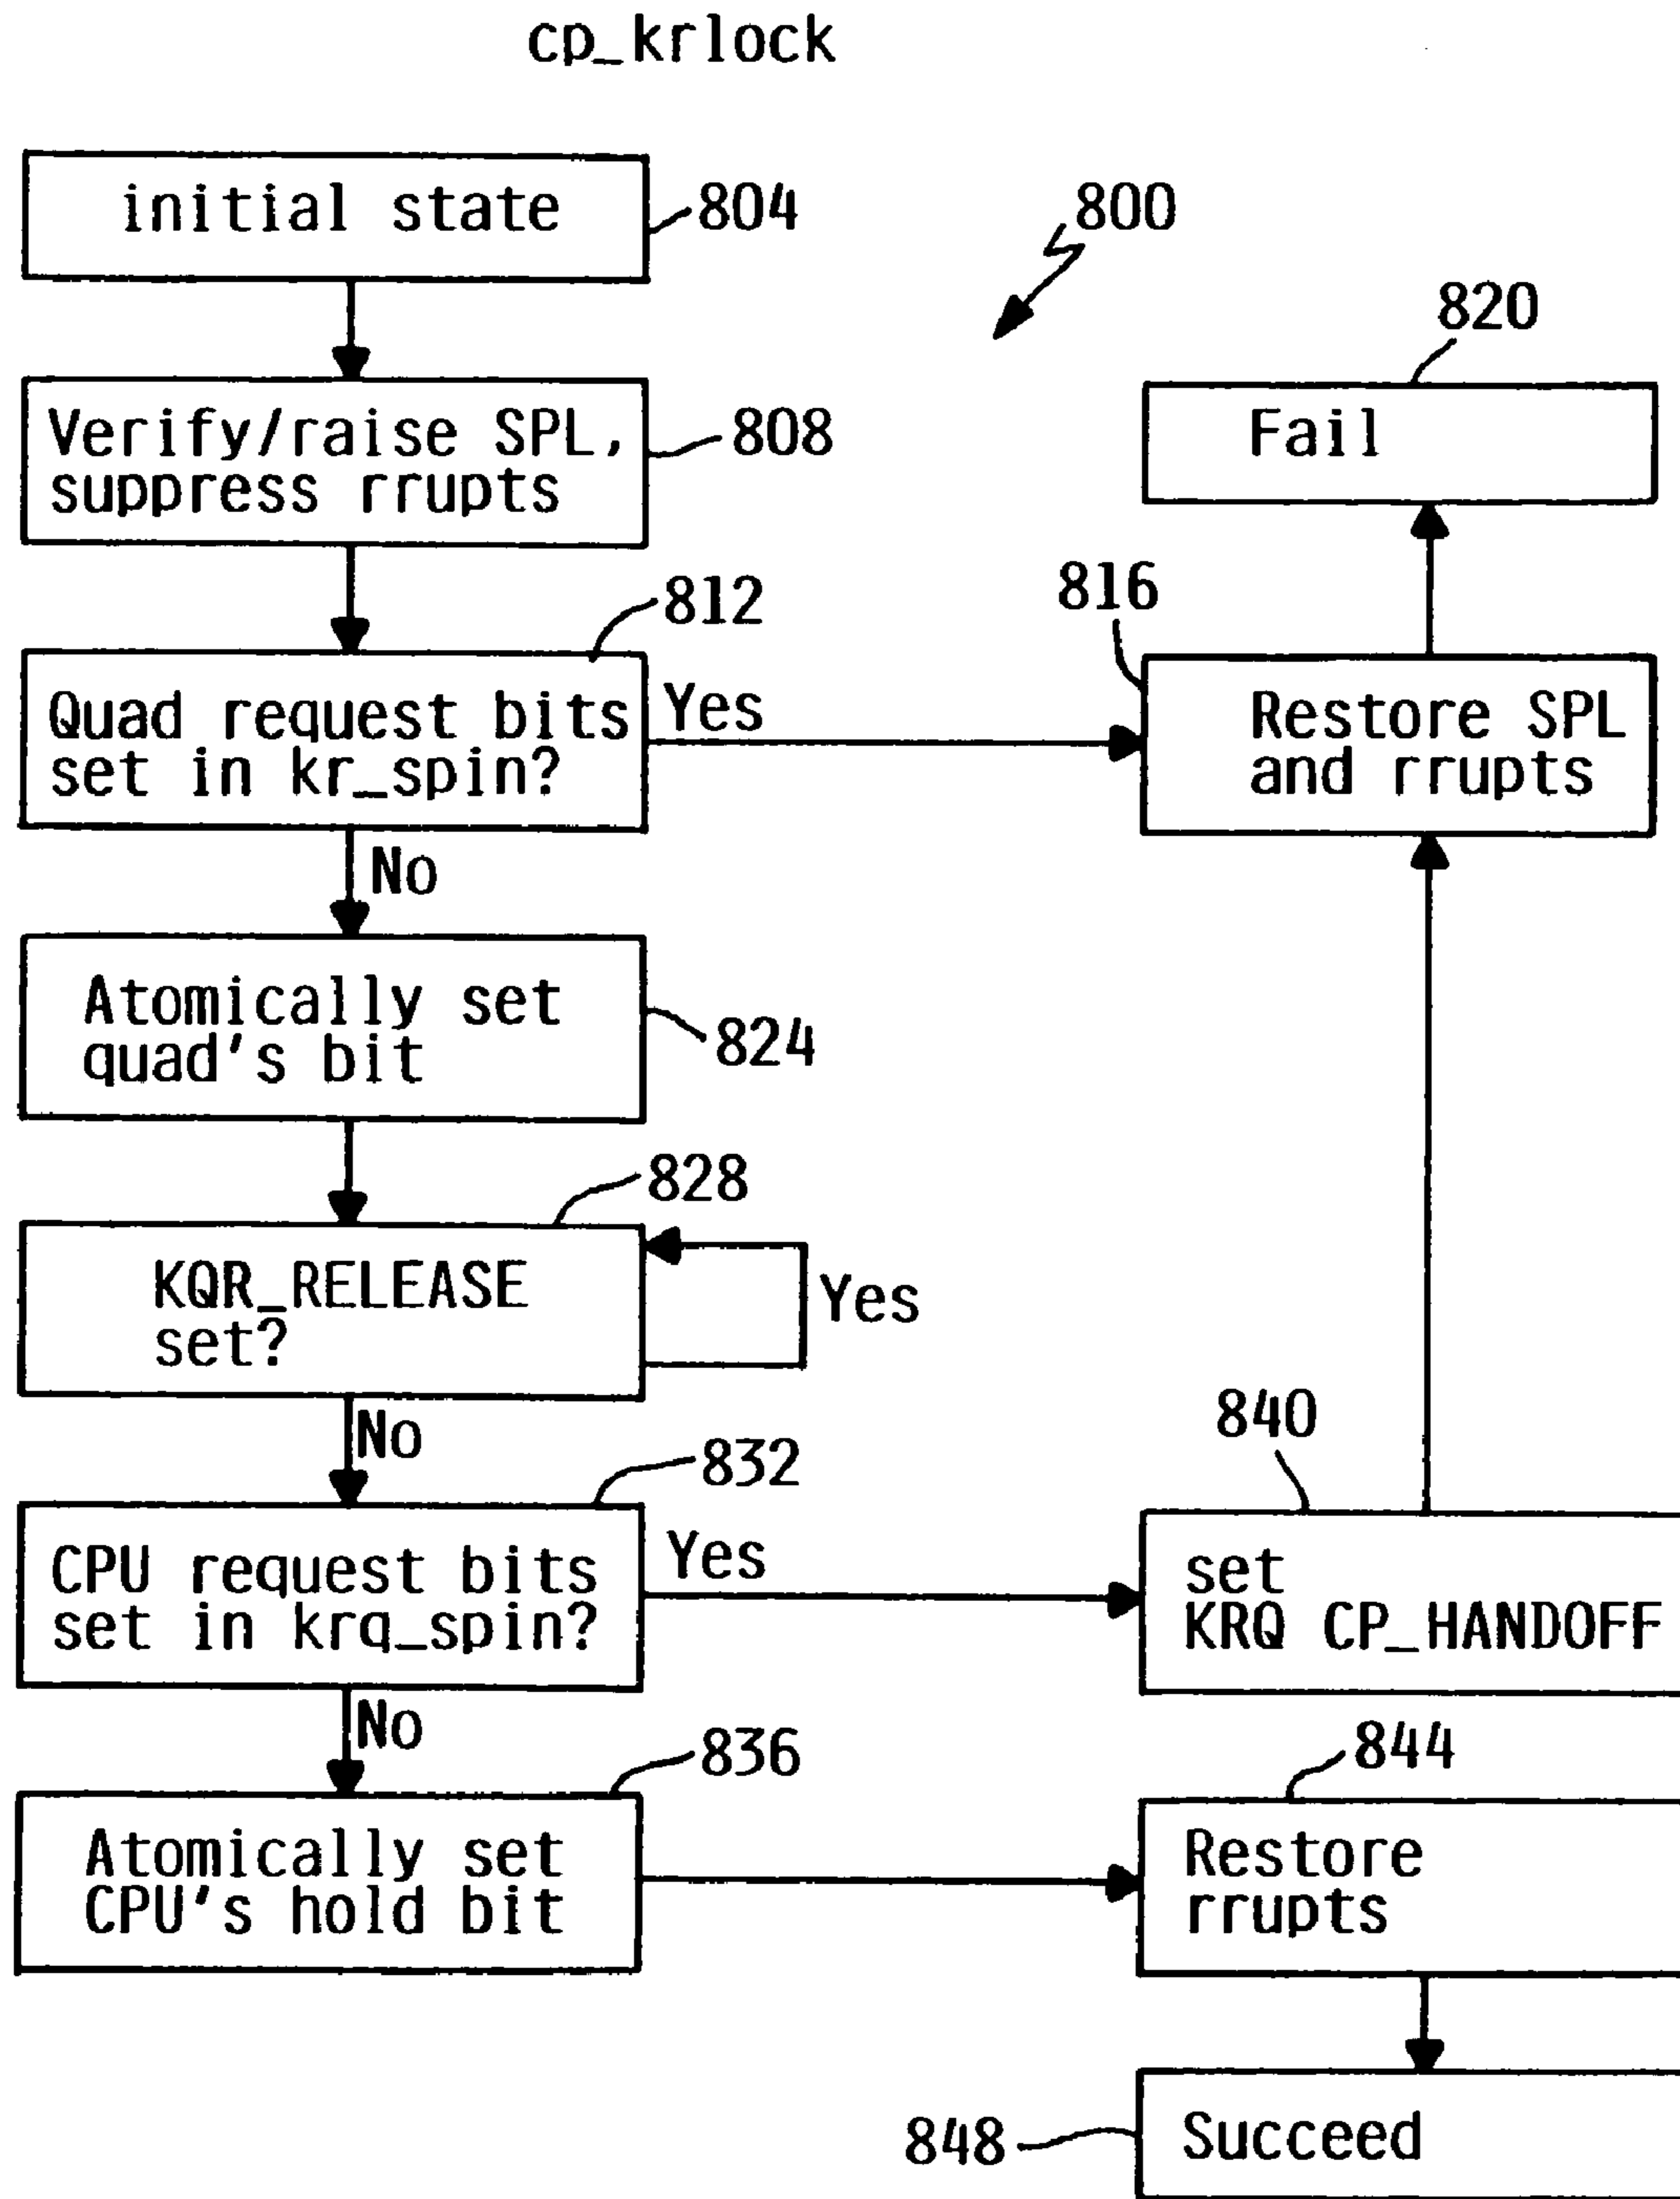 cp_krlock
initial state
804
800
820
Verify/raise SPL,
suppress rrupts
808
Fail
812
816
Quad request bits
set in kr_spin?
Yes
Restore SPL
and rrupts
No
Atomically set
quad's bit
824
828
KQR_RELEASE
set?
Yes
No
832
840
CPU request bits
set in krq_spin?
Yes
set
KRQ CP_HANDOFF
No
836
844
Atomically set
CPU's hold bit
Restore
rrupts
848
Succeed